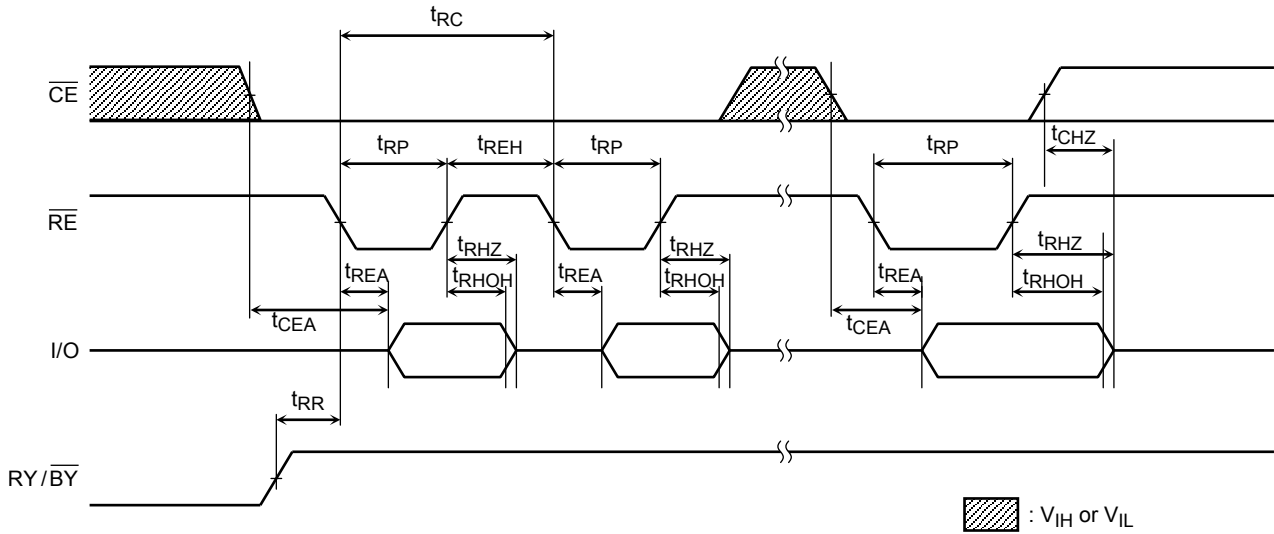 tRC
CE
tCHZ
tRP tREH tRP tRP
RE
tRHZ tRHZ tRHZ
tREA tRHOH tREA tRHOH tREA tRHOH
tCEA tCEA
I/O
tRR
RY/BY
: VIH or VIL